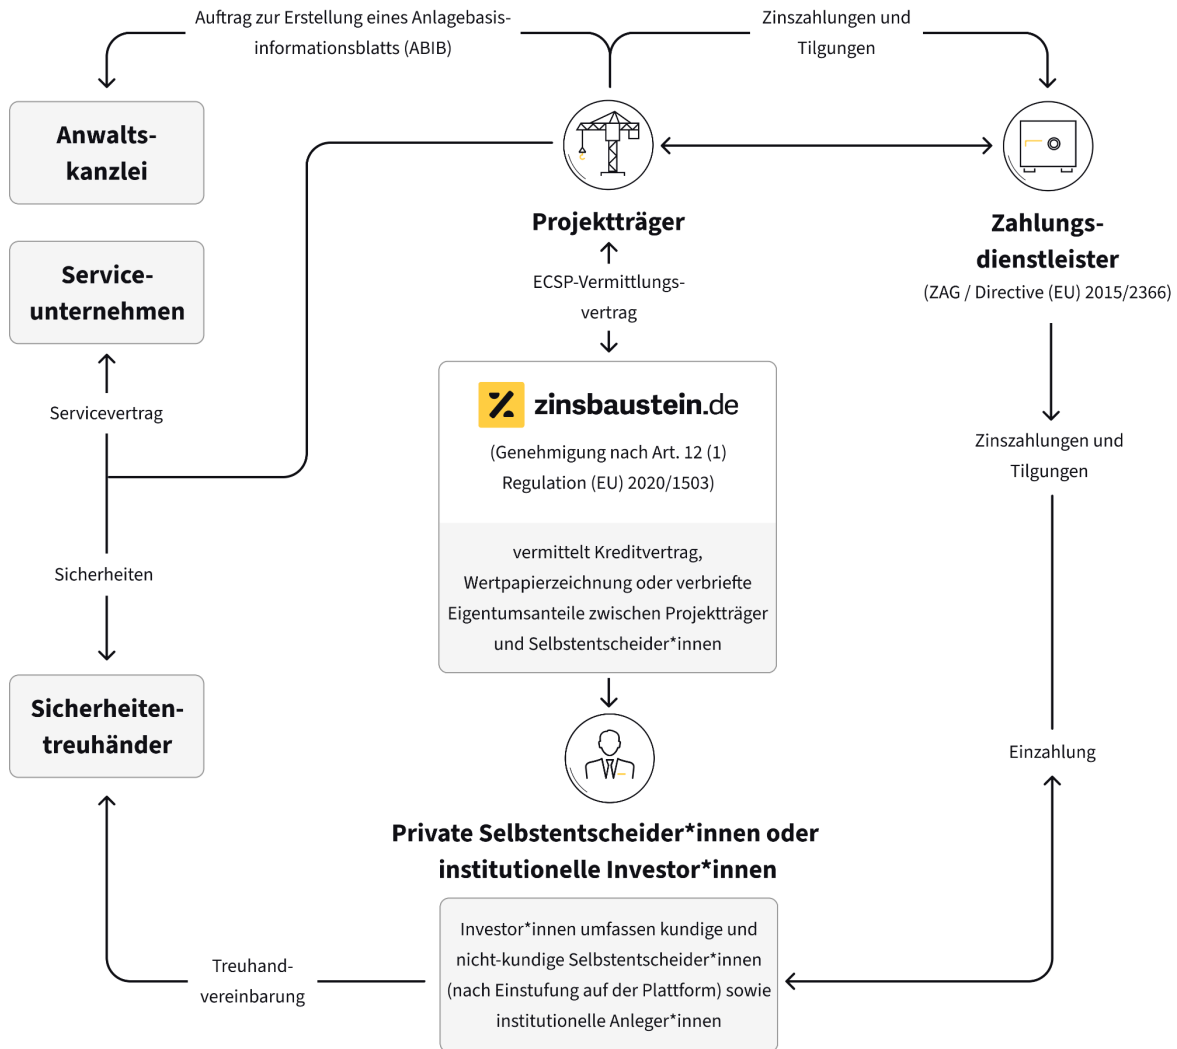 Auftrag zur Erstellung eines Anlagebasis-
informationsblatts (ABIB)
Zinszahlungen und
Tilgungen
Anwalts-
kanzlei
Projektträger
Zahlungs-
dienstleister
(ZAG / Directive (EU) 2015/2366)
Service-
unternehmen
ECSP-Vermittlungs-
vertrag
Servicevertrag
zinsbaustein.de
(Genehmigung nach Art. 12 (1)
Regulation (EU) 2020/1503)
Zinszahlungen und
Tilgungen
vermittelt Kreditvertrag,
Wertpapierzeichnung oder verbriefte
Eigentumsanteile zwischen Projektträger
und Selbstentscheider*innen
Sicherheiten
Sicherheiten-
treuhänder
Einzahlung
Private Selbstentscheider*innen oder
institutionelle Investor*innen
Investor*innen umfassen kundige und
nicht-kundige Selbstentscheider*innen
(nach Einstufung auf der Plattform) sowie
institutionelle Anleger*innen
Treuhand-
vereinbarung